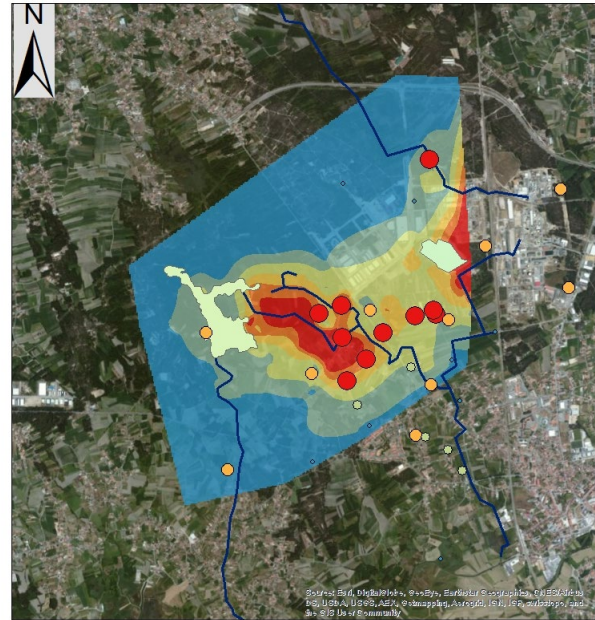 N
Source: Esri, DigitalGlobe, GeoEye, Earthstar Geographics, CNES/Airbus
DS, USDA, USGS, AEX, Getmapping, Aerogrid, IGN, IGP, swisstopo, and
the GIS User Community